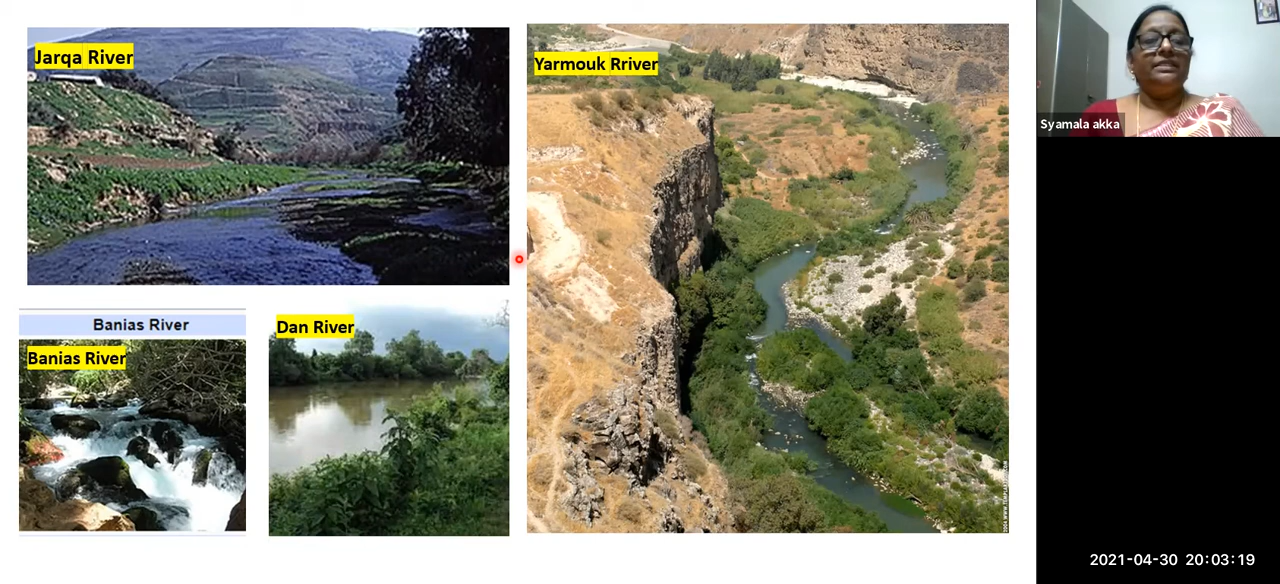 Jarqa River
Yarmouk Rriver
Syamala akka
Banias River
Banias River
Dan River
2021-04-30 20:03:19